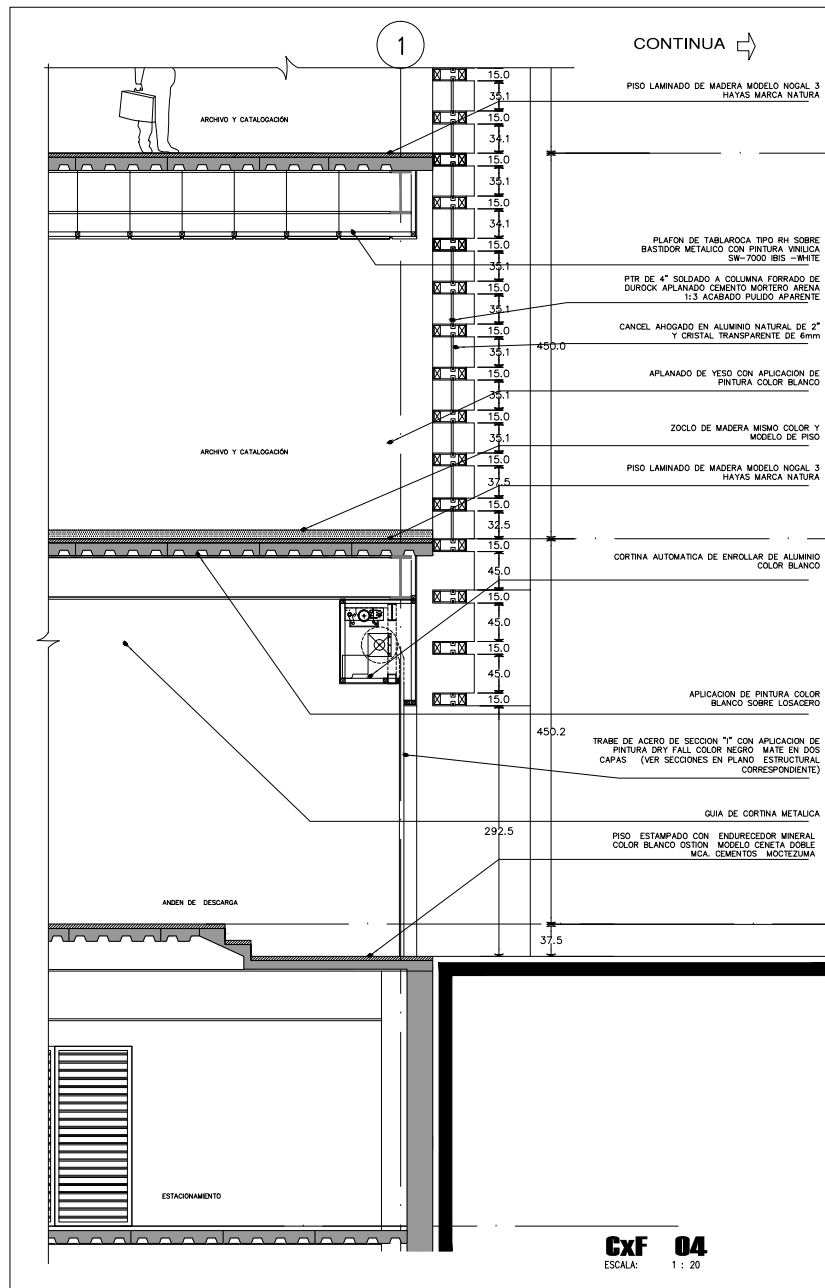 1
CONTINUA
15.0
35.1
15.0
34.1
15.0
35.1
15.0
34.1
15.0
35.1
15.0
35.1
15.0
35.1
15.0
35.1
15.0
35.1
15.0
37.5
15.0
32.5
15.0
45.0
15.0
45.0
15.0
45.0
15.0
450.0
450.2
292.5
37.5
PISO LAMINADO DE MADERA MODELO NOGAL 3
HAYAS MARCA NATURA
ARCHIVO Y CATALOGACIÓN
PLAFON DE TABLAROCA TIPO RH SOBRE
BASTIDOR METALICO CON PINTURA VINILICA
SW-7000 IBIS -WHITE
PTR DE 4" SOLDADO A COLUMNA FORRADO DE
DUROCK APLANADO CEMENTO MORTERO ARENA
1:3 ACABADO PULIDO APARENTE
CANCEL AHOGADO EN ALUMINIO NATURAL DE 2"
Y CRISTAL TRANSPARENTE DE 6mm
APLANADO DE YESO CON APLICACION DE
PINTURA COLOR BLANCO
ZOCLO DE MADERA MISMO COLOR Y
MODELO DE PISO
ARCHIVO Y CATALOGACIÓN
PISO LAMINADO DE MADERA MODELO NOGAL 3
HAYAS MARCA NATURA
CORTINA AUTOMATICA DE ENROLLAR DE ALUMINIO
COLOR BLANCO
APLICACION DE PINTURA COLOR
BLANCO SOBRE LOSACERO
TRABE DE ACERO DE SECCION "I" CON APLICACION DE
PINTURA DRY FALL COLOR NEGRO MATE EN DOS
CAPAS (VER SECCIONES EN PLANO ESTRUCTURAL
CORRESPONDIENTE)
GUIA DE CORTINA METALICA
PISO ESTAMPADO CON ENDURECEDOR MINERAL
COLOR BLANCO OSTION MODELO CENETA DOBLE
MCA. CEMENTOS MOCTEZUMA
ANDEN DE DESCARGA
ESTACIONAMIENTO
CxF 04
ESCALA: 1 : 20